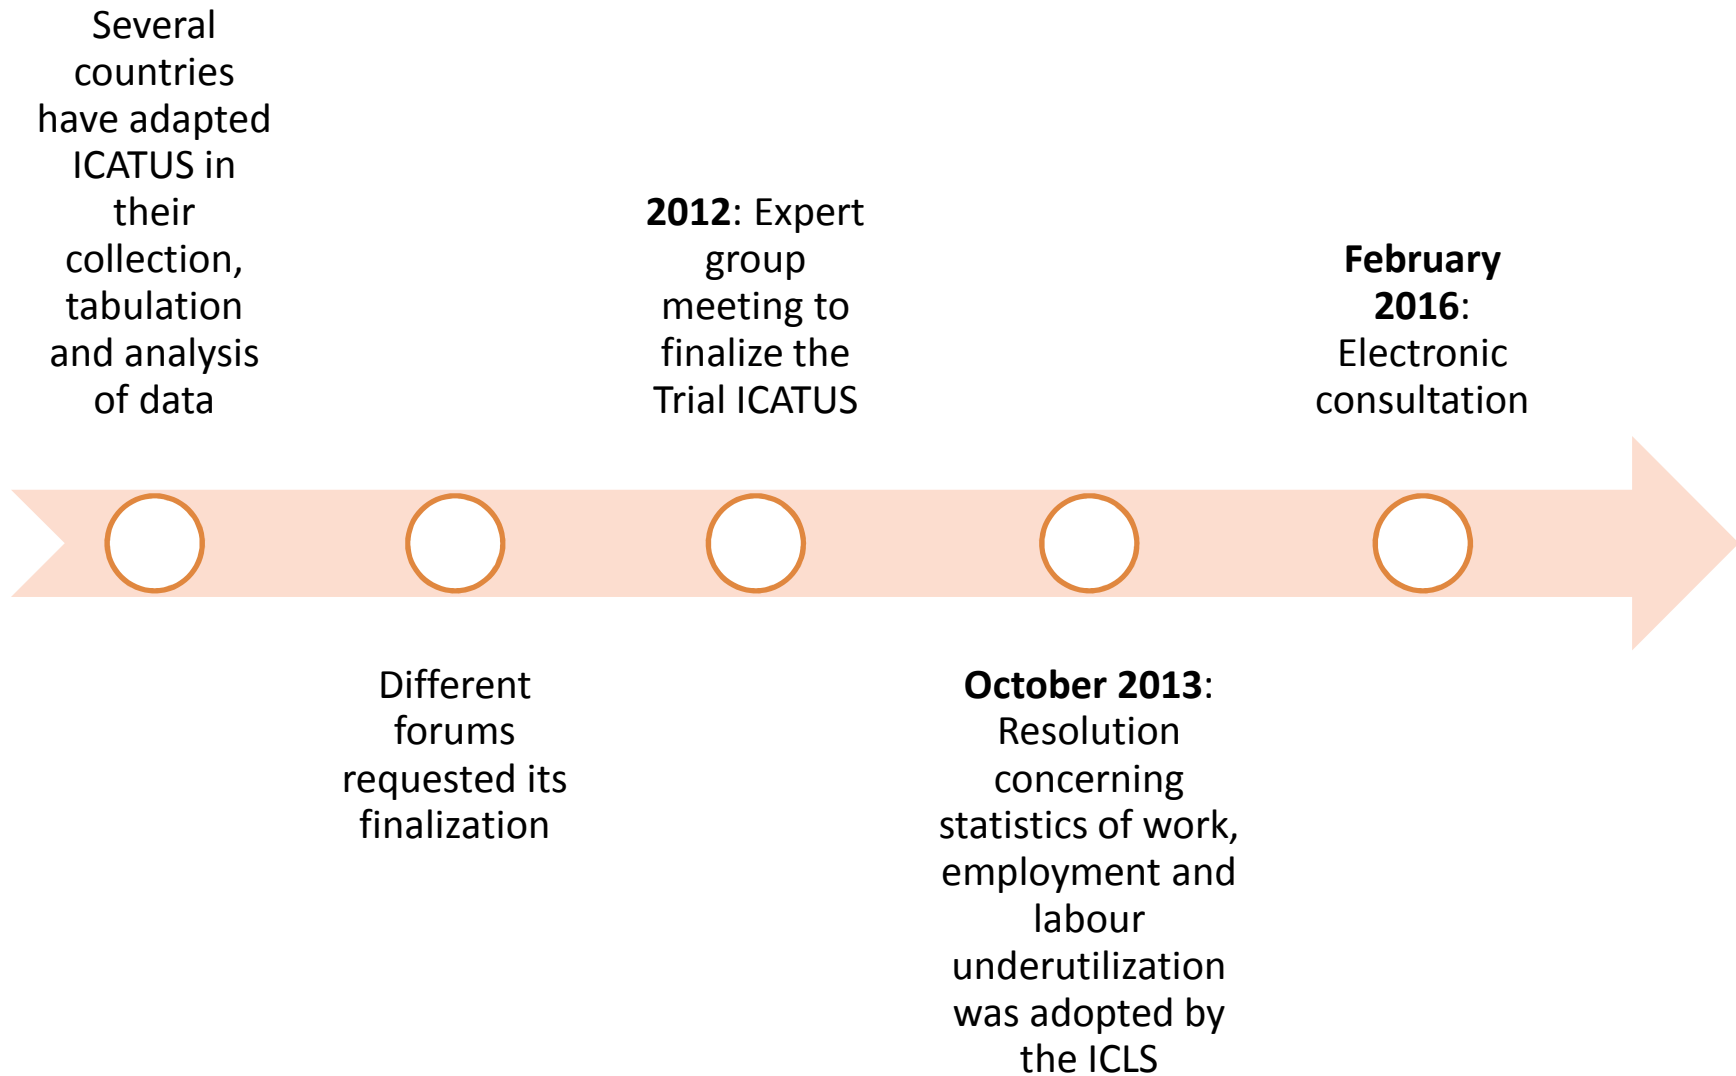 Several
countries
have adapted
ICATUS in
their
collection,
tabulation
and analysis
of data
Different
forums
requested its
finalization
2012: Expert
group
meeting to
finalize the
Trial ICATUS
October 2013:
Resolution
concerning
statistics of work,
employment and
labour
underutilization
was adopted by
the ICLS
February
2016:
Electronic
consultation